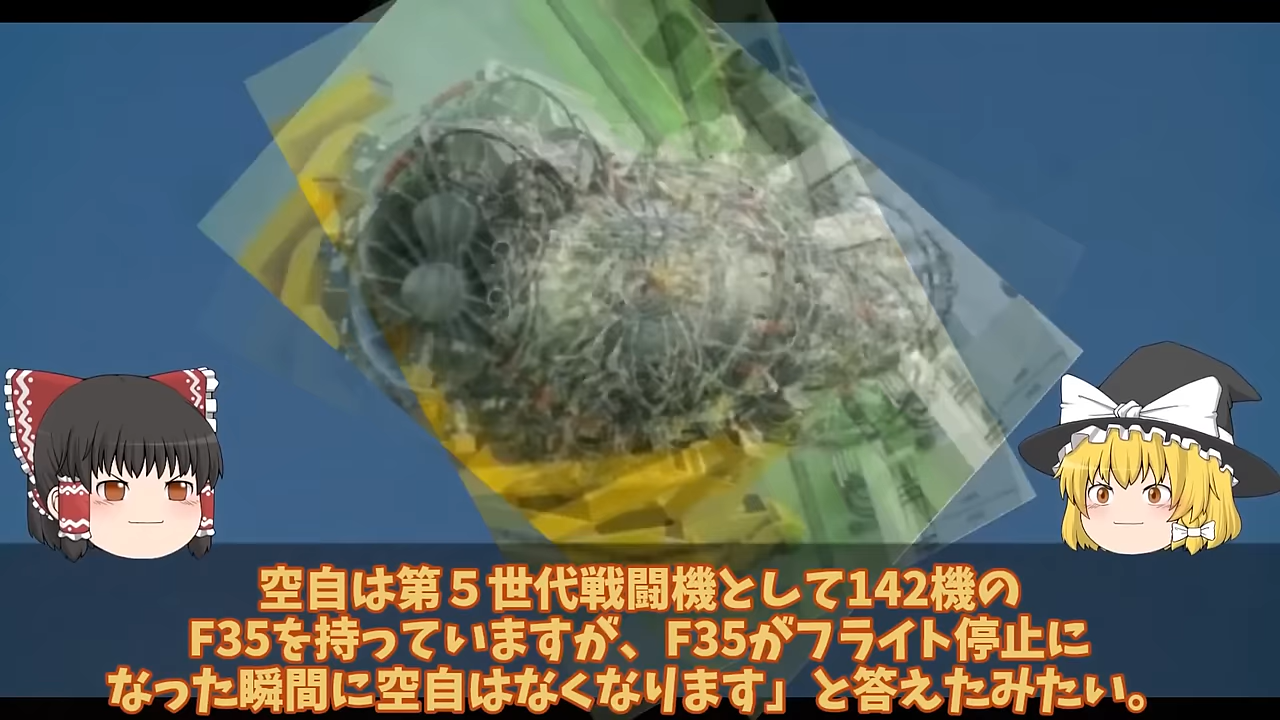 空自は第５世代戦闘機として142機の
F35を持っていますが、F35がフライト停止に
なった瞬間に空自はなくなります」と答えたみたい。